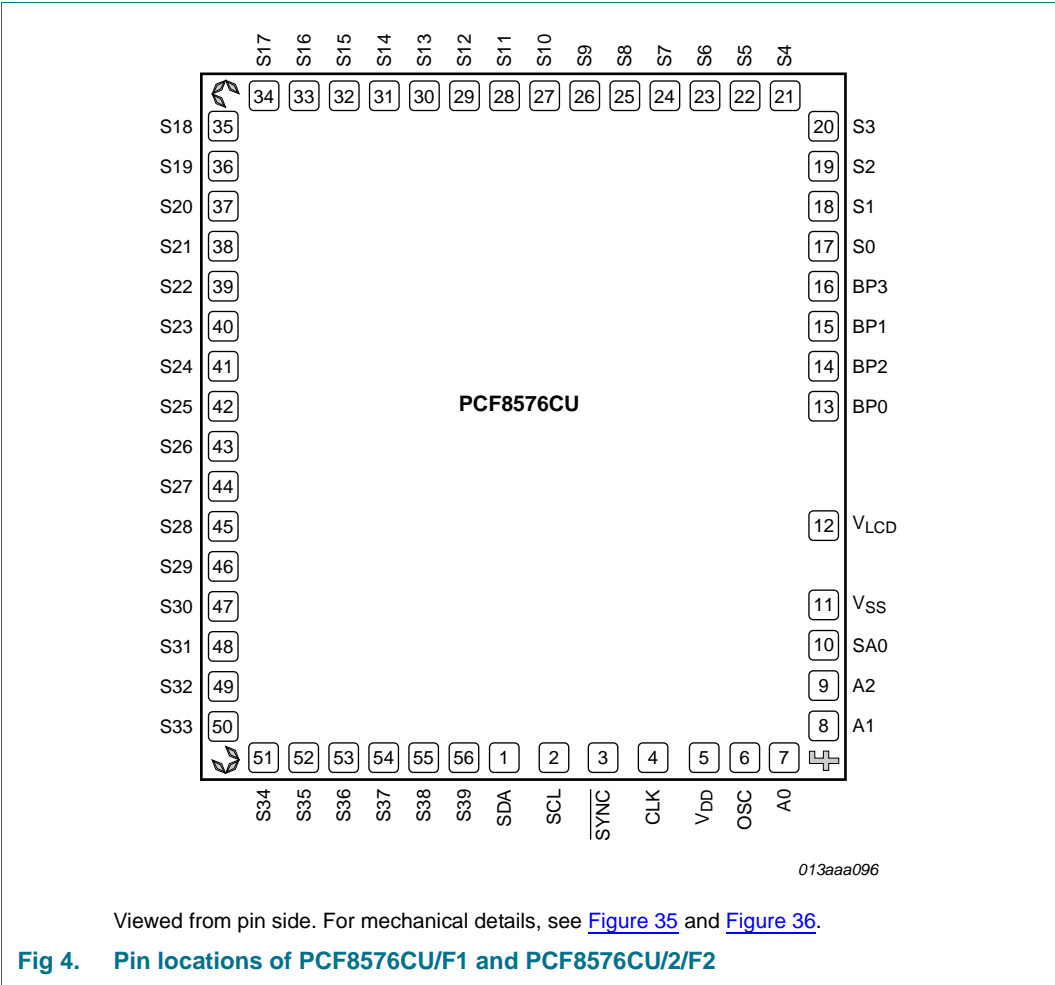 S17 S16 S15 S14 S13 S12 S11 S10 S9 S8 S7 S6 S5 S4
34 33 32 31 30 29 28 27 26 25 24 23 22 21
S18 35 20 S3
S19 36 19 S2
S20 37 18 S1
S21 38 17 S0
S22 39 16 BP3
S23 40 15 BP1
S24 41 14 BP2
S25 42 PCF8576CU 13 BP0
S26 43
S27 44
S28 45 12 VLCD
S29 46
S30 47 11 VSS
S31 48 10 SA0
S32 49 9 A2
S33 50 8 A1
51 52 53 54 55 56 1 2 3 4 5 6 7
S34 S35 S36 S37 S38 S39 SDA SCL SYNC CLK VDD OSC A0
013aaa096
Viewed from pin side. For mechanical details, see Figure 35 and Figure 36.
Fig 4. Pin locations of PCF8576CU/F1 and PCF8576CU/2/F2